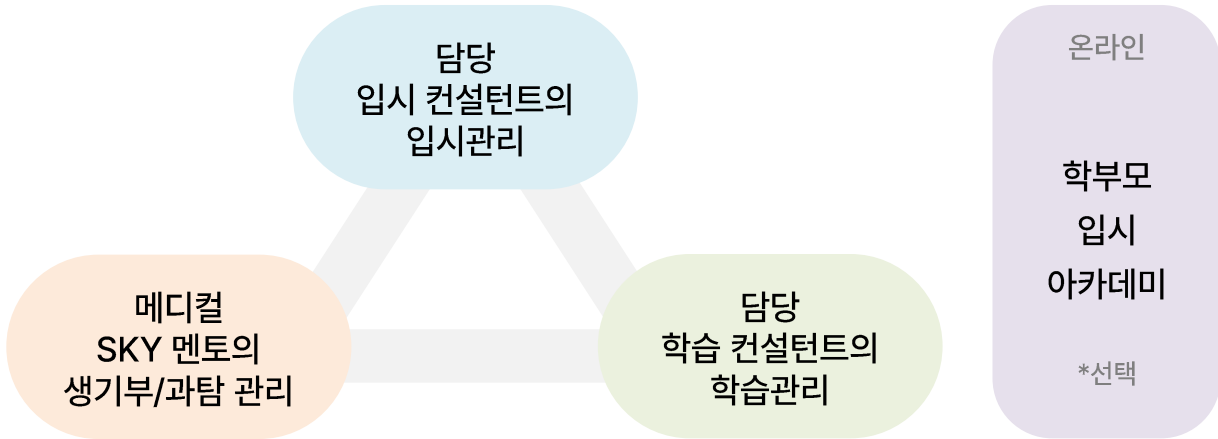 담당
입시 컨설턴트의
입시관리
메디컬
SKY 멘토의
생기부/과탐 관리
담당
학습 컨설턴트의
학습관리
온라인
학부모
입시
아카데미
*선택